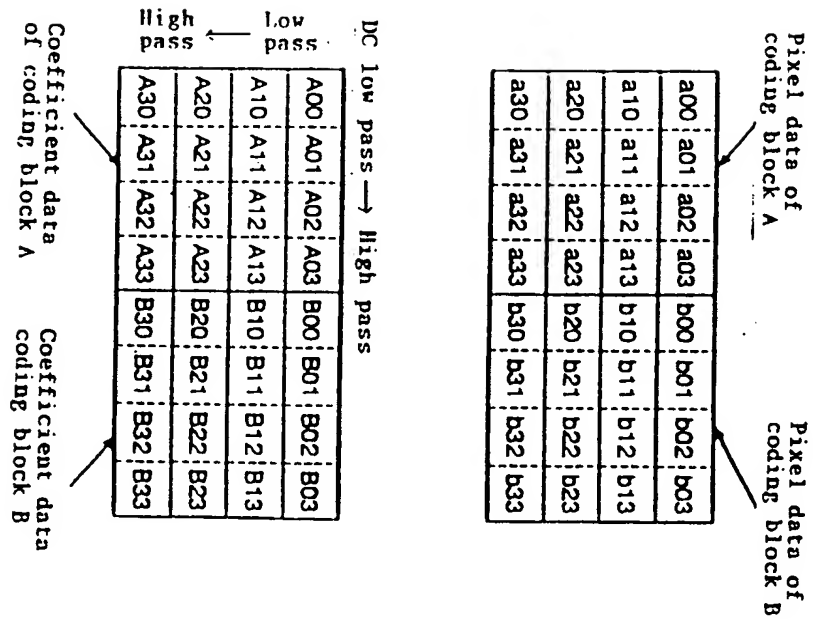 Pixel data of
coding block A
Pixel data of
coding block B
a00 a01 a02 a03 b00 b01 b02 b03
a10 a11 a12 a13 b10 b11 b12 b13
a20 a21 a22 a23 b20 b21 b22 b23
a30 a31 a32 a33 b30 b31 b32 b33
DC low pass → High pass
Low
pass
High
pass
A00 A01 A02 A03 B00 B01 B02 B03
A10 A11 A12 A13 B10 B11 B12 B13
A20 A21 A22 A23 B20 B21 B22 B23
A30 A31 A32 A33 B30 B31 B32 B33
Coefficient data
of coding block A
Coefficient data
coding block B